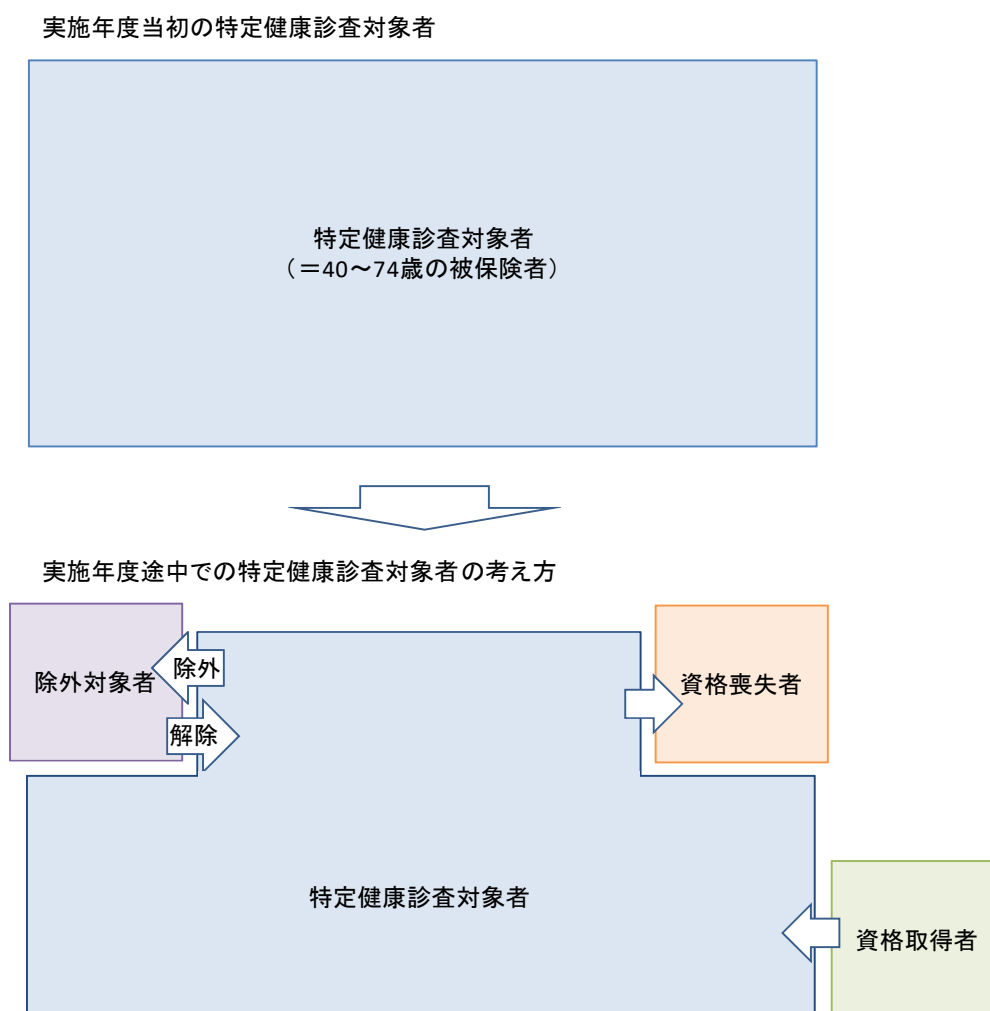 実施年度当初の特定健康診査対象者
特定健康診査対象者
（＝40～74歳の被保険者）
実施年度途中での特定健康診査対象者の考え方
除外対象者
除外
解除
資格喪失者
特定健康診査対象者
資格取得者